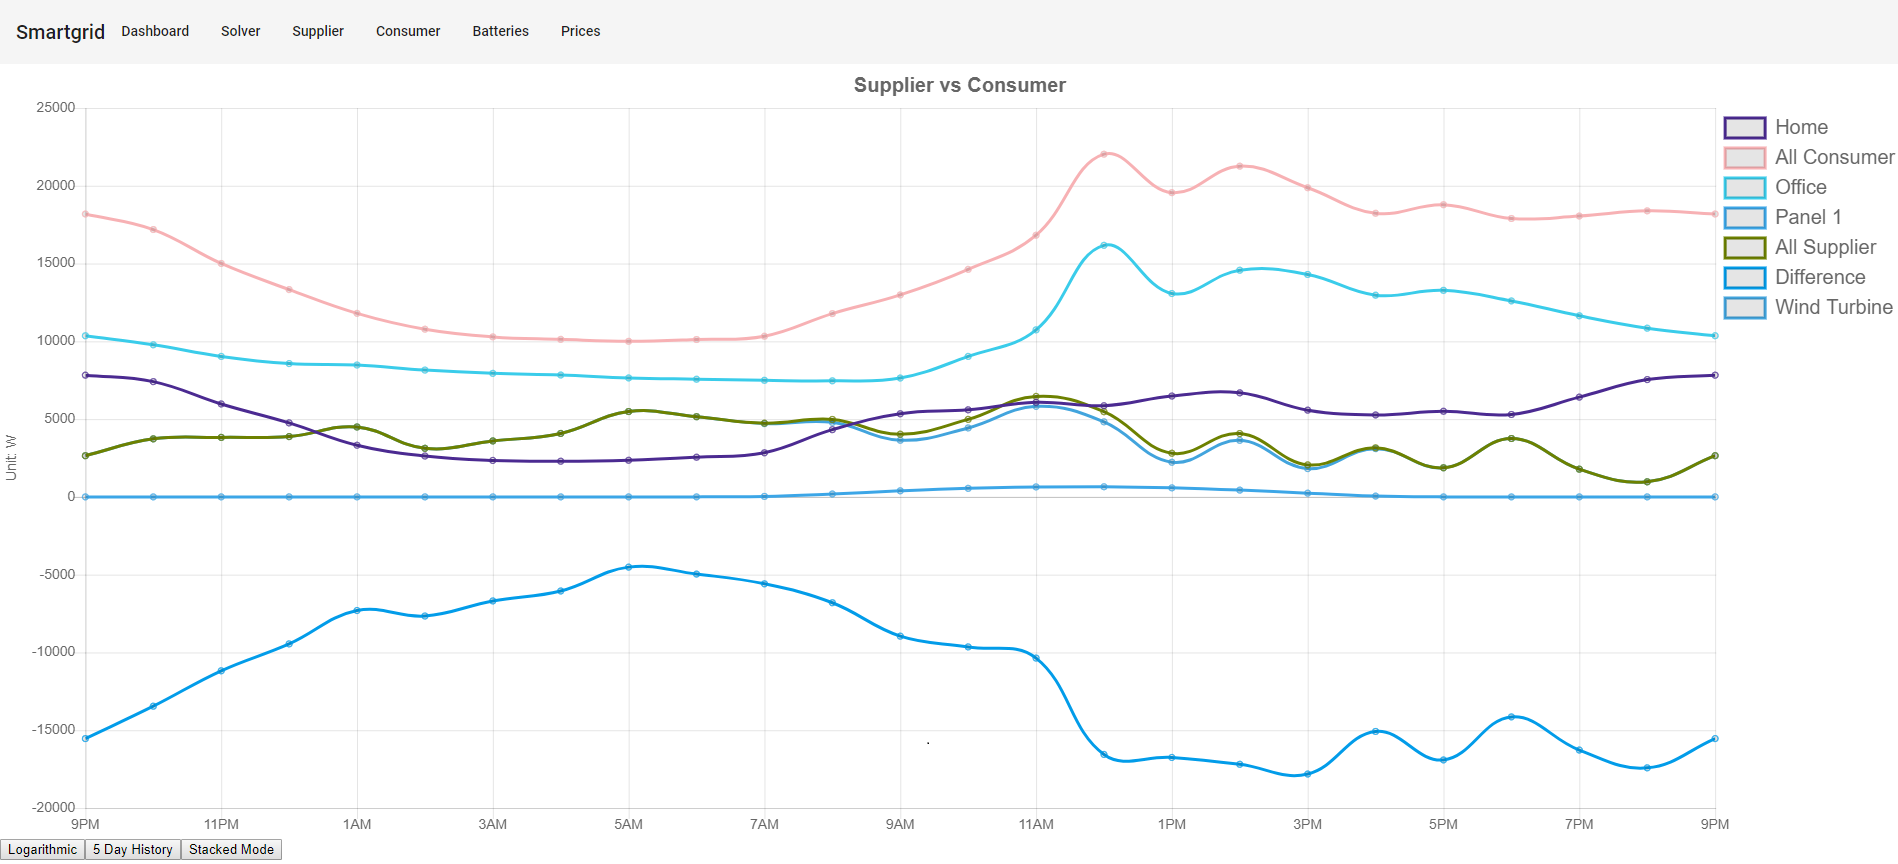 Smartgrid Dashboard Solver Supplier Consumer Batteries Prices
Supplier vs Consumer
25000
20000
15000
10000
5000
0
-5000
-10000
-15000
-20000
Unit: W
9PM 11PM 1AM 3AM 5AM 7AM 9AM 11AM 1PM 3PM 5PM 7PM 9PM
Home
All Consumer
Office
Panel 1
All Supplier
Difference
Wind Turbine
Logarithmic 5 Day History Stacked Mode